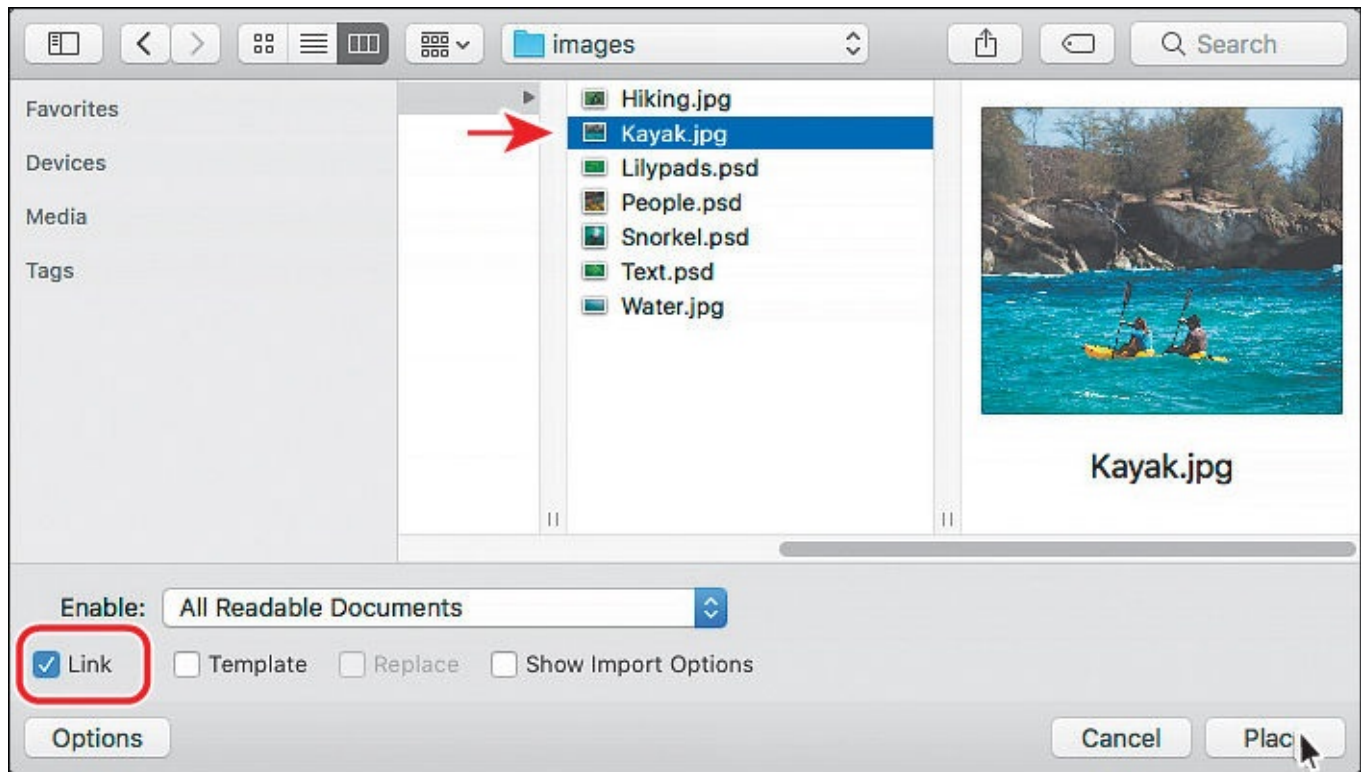 images
Search
Favorites
Devices
Media
Tags
Hiking.jpg
Kayak.jpg
Lilypads.psd
People.psd
Snorkel.psd
Text.psd
Water.jpg
Kayak.jpg
Enable: All Readable Documents
Link Template Replace Show Import Options
Options Cancel Plac